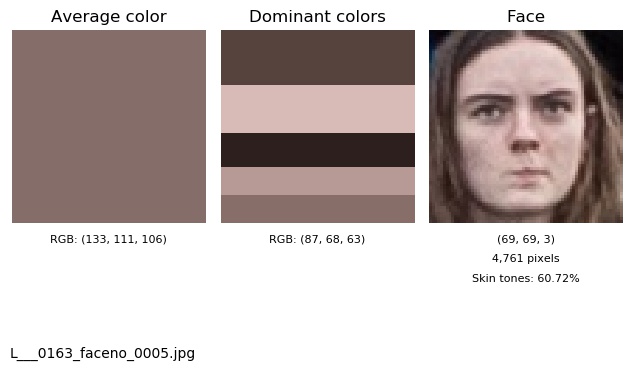 Average color
Dominant colors
Face
RGB: (133, 111, 106)
RGB: (87, 68, 63)
(69, 69, 3)
4,761 pixels
Skin tones: 60.72%
L___0163_faceno_0005.jpg